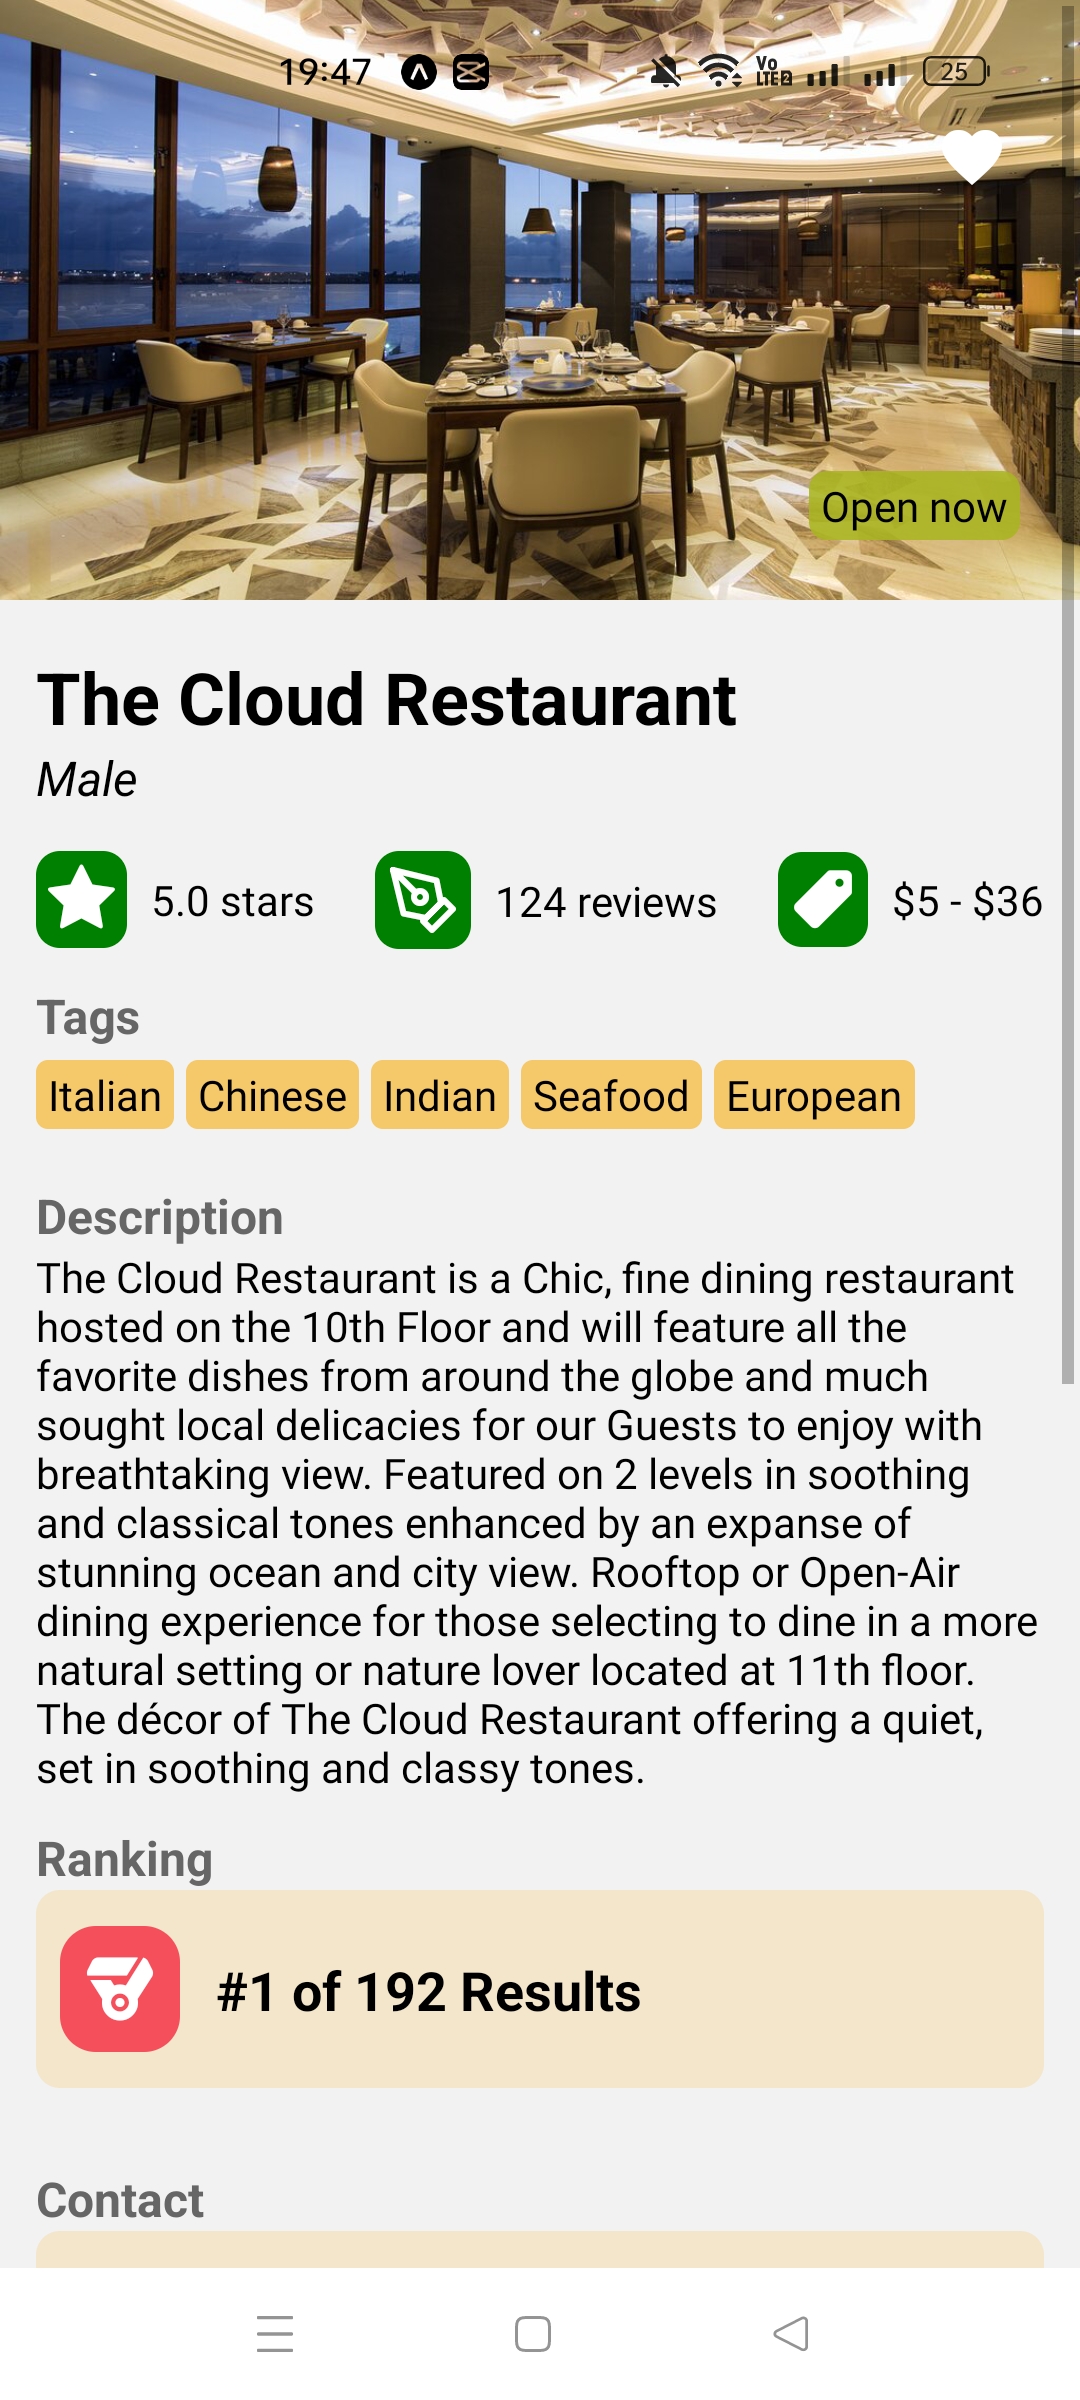 19:47
Vo
LTE2
25
Open now
The Cloud Restaurant
Male
5.0 stars
124 reviews
$5 - $36
Tags
Italian Chinese Indian Seafood European
Description
The Cloud Restaurant is a Chic, fine dining restaurant
hosted on the 10th Floor and will feature all the
favorite dishes from around the globe and much
sought local delicacies for our Guests to enjoy with
breathtaking view. Featured on 2 levels in soothing
and classical tones enhanced by an expanse of
stunning ocean and city view. Rooftop or Open-Air
dining experience for those selecting to dine in a more
natural setting or nature lover located at 11th floor.
The décor of The Cloud Restaurant offering a quiet,
set in soothing and classy tones.
Ranking
#1 of 192 Results
Contact